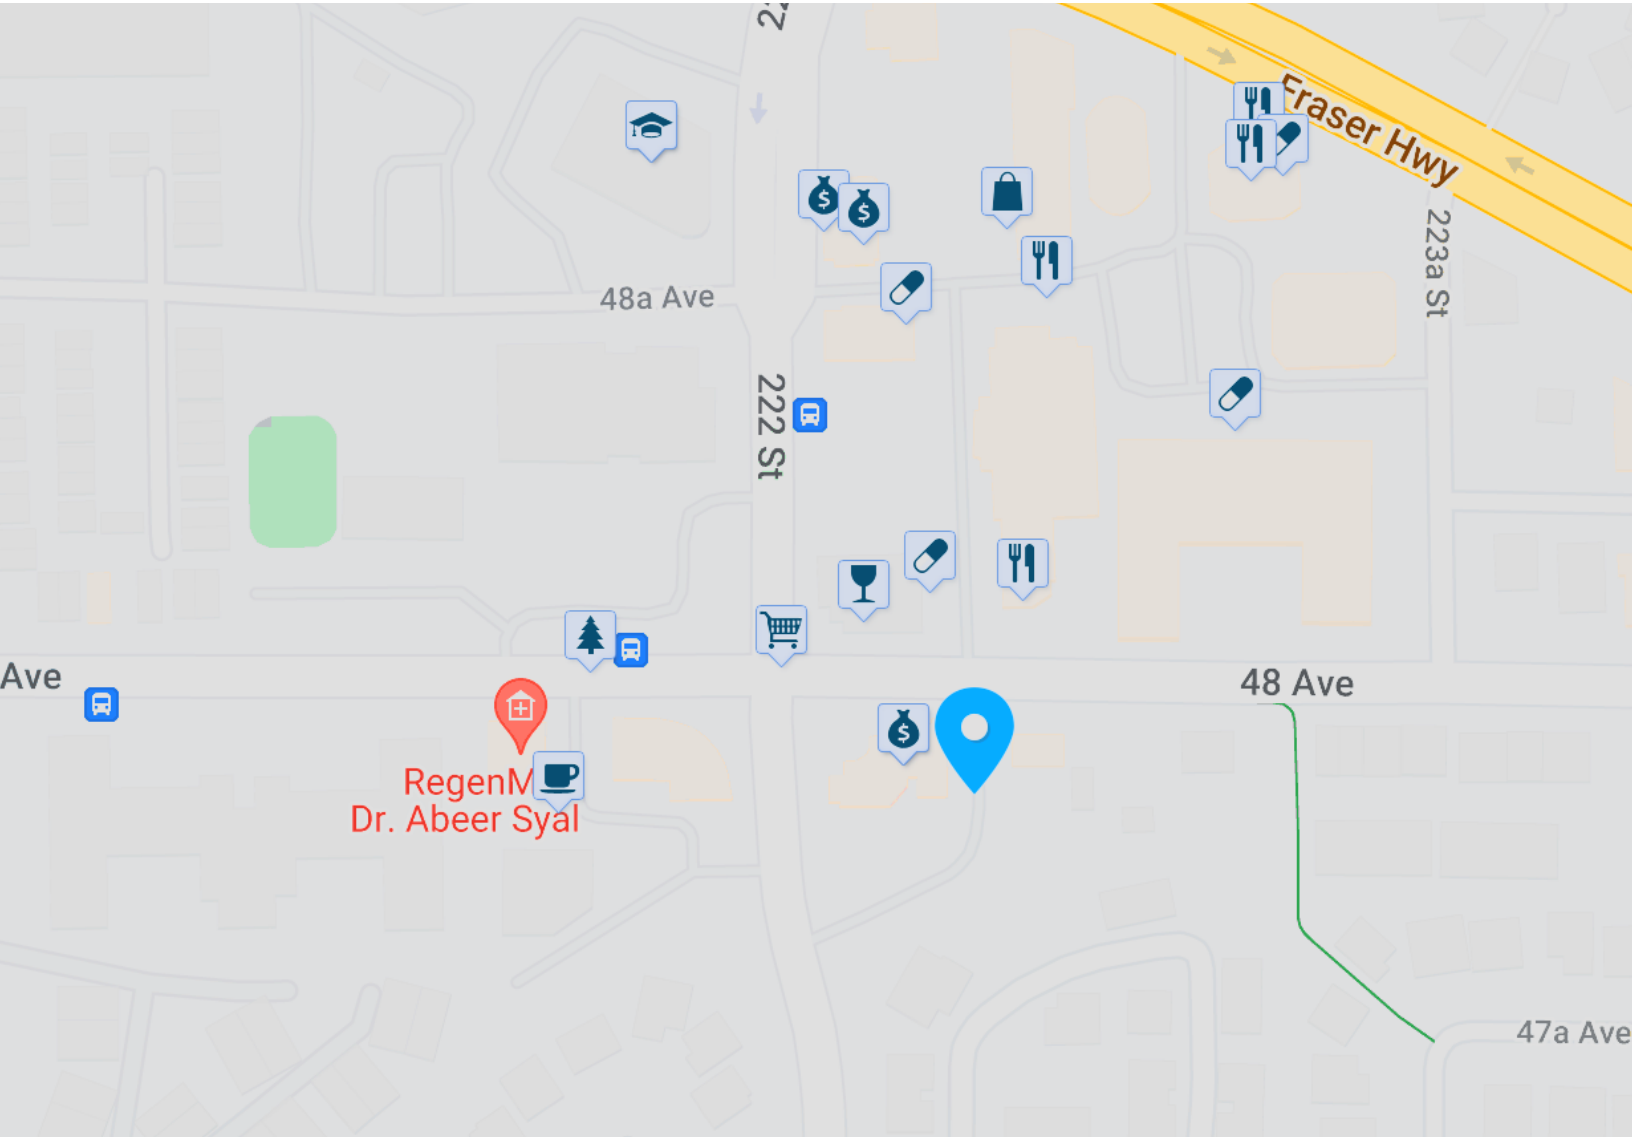 Fraser Hwy
223a St
48a Ave
222 St
Ave
48 Ave
RegenM
Dr. Abeer Syal
47a Ave